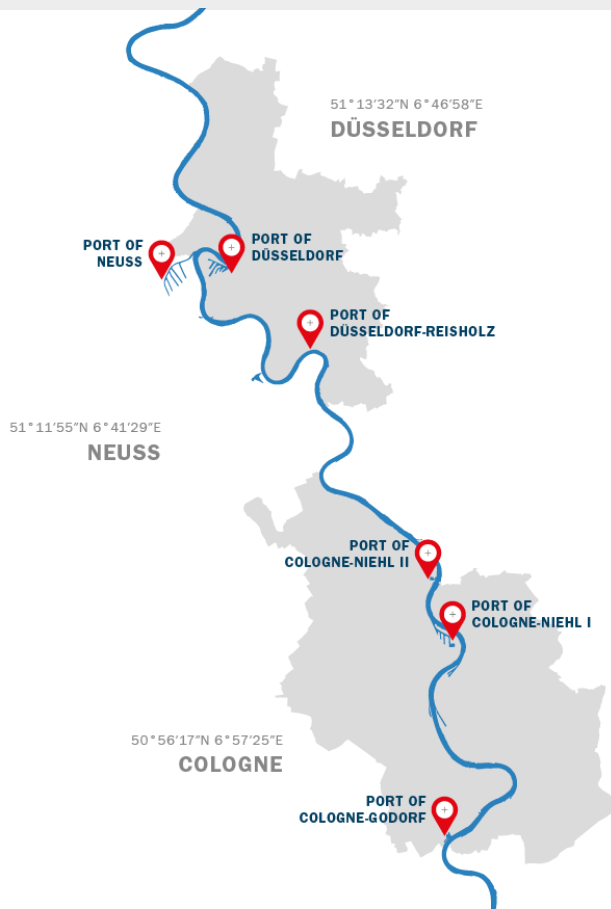 51°13'32"N 6°46'58"E
DÜSSELDORF
PORT OF
NEUSS
PORT OF
DÜSSELDORF
PORT OF
DÜSSELDORF-REISHOLZ
51°11'55"N 6°41'29"E
NEUSS
PORT OF
COLOGNE-NIEHL II
PORT OF
COLOGNE-NIEHL I
50°56'17"N 6°57'25"E
COLOGNE
PORT OF
COLOGNE-GODORF